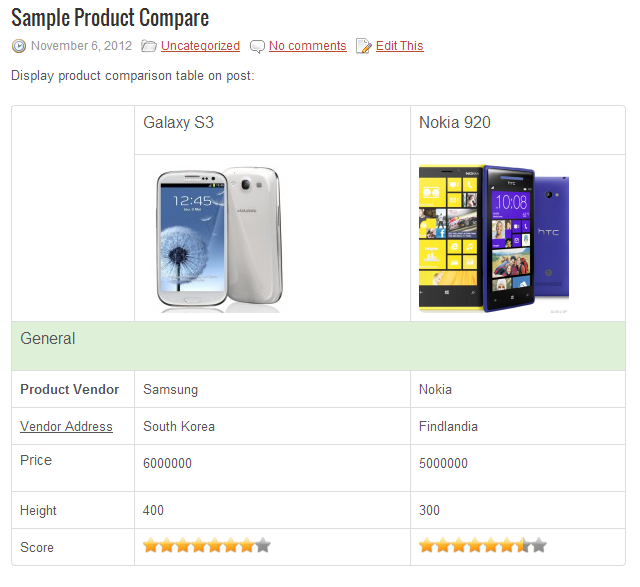 Sample Product Compare
November 6, 2012 Uncategorized No comments Edit This
Display product comparison table on post:
Galaxy S3 Nokia 920
12:45
SAMSUNG
NOKIA
hTC
10:08
hTC
General
Product Vendor Samsung Nokia
Vendor Address South Korea Findlandia
Price 6000000 5000000
Height 400 300
Score